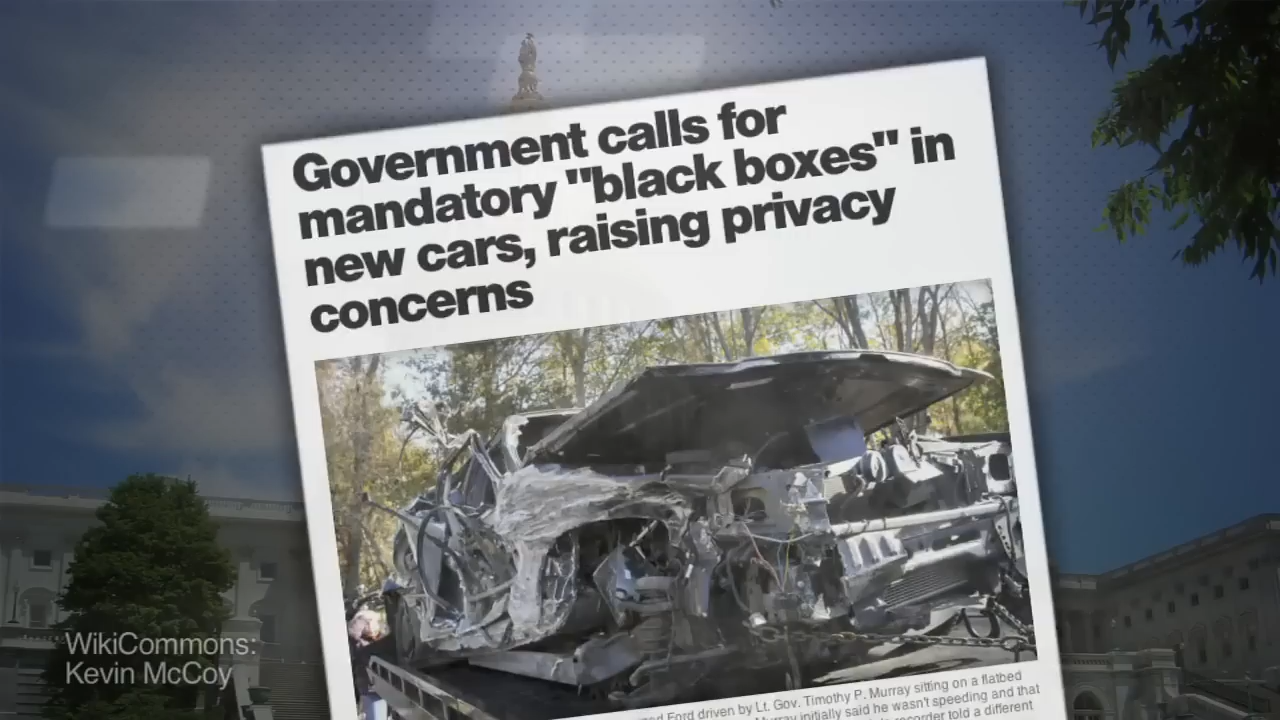 Government calls for
mandatory "black boxes" in
new cars, raising privacy
concerns
WikiCommons:
Kevin McCoy
Ford driven by Lt. Gov. Timothy P. Murray sitting on a flatbed
Murray initially said he wasn't speeding and that
recorder told a different